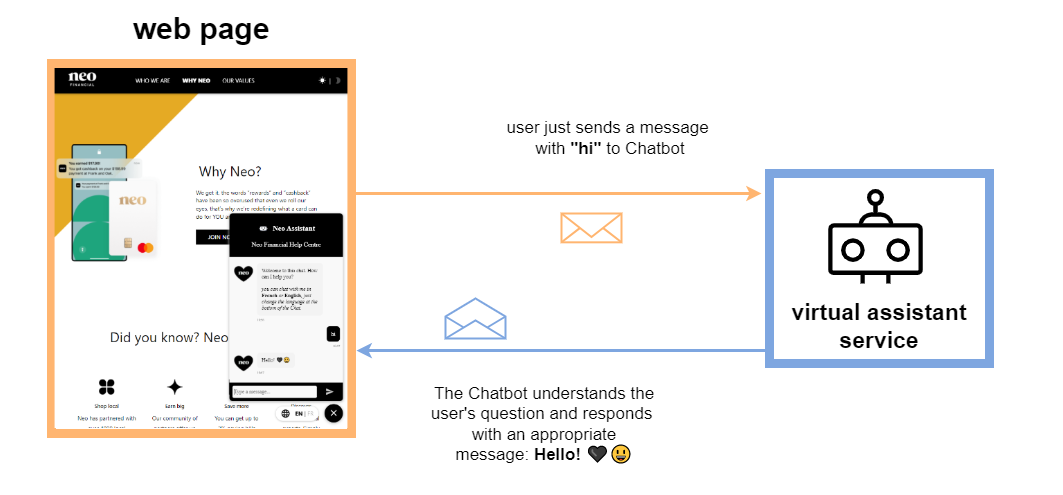 web page
neo
FINANCIAL
WHO WE ARE WHY NEO OUR VALUES
user just sends a message
with "hi" to Chatbot
Why Neo?
We get it, the words "rewards" and "cashback"
have been so overused that even we roll our
eyes, that's why we're redefining what a card can
do for YOU
neo
JOIN
Neo Assistant
Neo Financial Help Centre
neo
Welcome to live chat. How
can I help you?
you can chat with me in
French or English, just
change the language at the
bottom of the Chat.
hi
neo
Hello! 🖤😀
Type a message...
EN | FR
Did you know? Neo
Shop local
Earn big
Save more
Neo has partnered with
Our community of
You can get up to
virtual assistant
service
The Chatbot understands the
user's question and responds
with an appropriate
message: Hello! 🖤😀